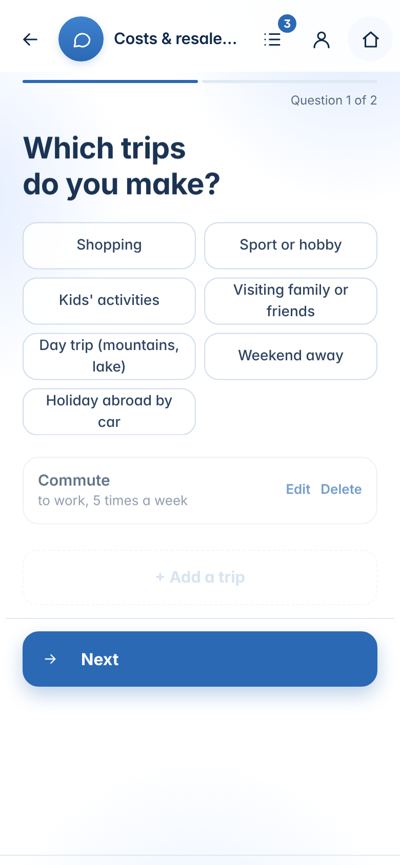 Costs & resale...
3
Question 1 of 2
Which trips
do you make?
Shopping
Sport or hobby
Kids' activities
Visiting family or
friends
Day trip (mountains,
lake)
Weekend away
Holiday abroad by
car
Commute
to work, 5 times a week
Edit
Delete
+ Add a trip
Next